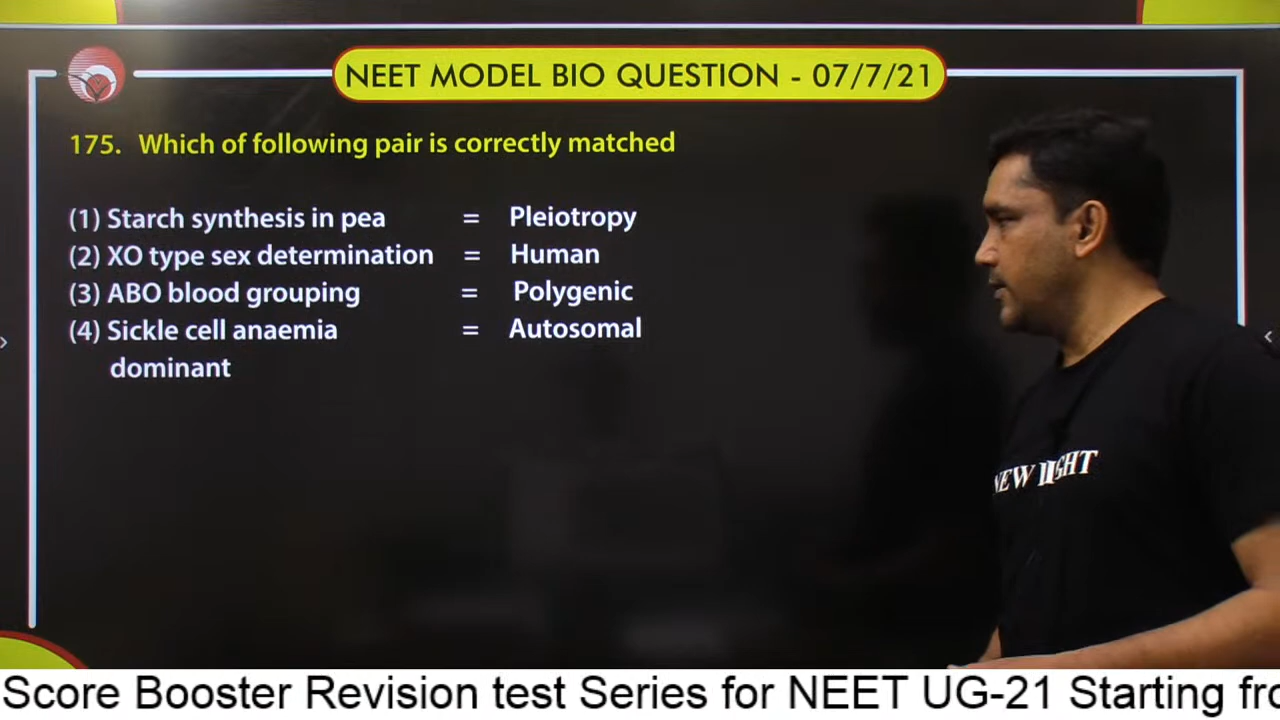 NEET MODEL BIO QUESTION - 07/7/21
175. Which of following pair is correctly matched
(1) Starch synthesis in pea = Pleiotropy
(2) XO type sex determination = Human
(3) ABO blood grouping = Polygenic
(4) Sickle cell anaemia = Autosomal
dominant
Score Booster Revision test Series for NEET UG-21 Starting